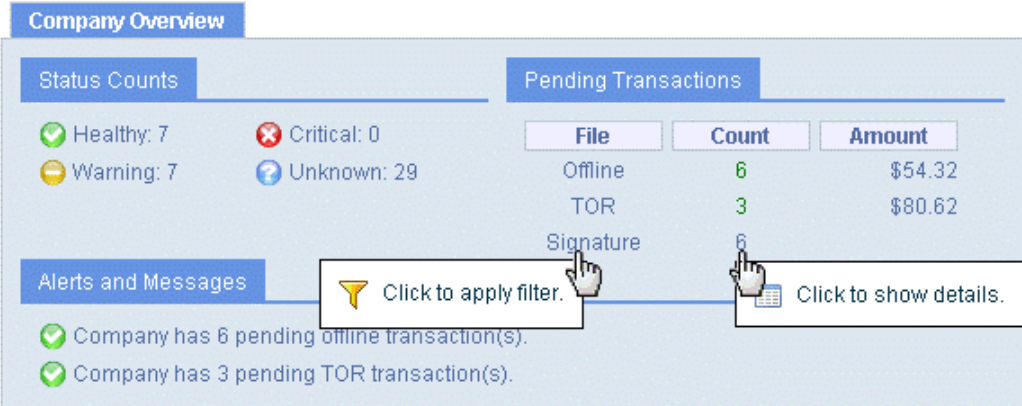 Company Overview
Status Counts
Healthy: 7 Critical: 0
Warning: 7 Unknown: 29
Pending Transactions
File Count Amount
Offline 6 $54.32
TOR 3 $80.62
Signature 6
Click to apply filter.
Click to show details.
Alerts and Messages
Company has 6 pending offline transaction(s).
Company has 3 pending TOR transaction(s).